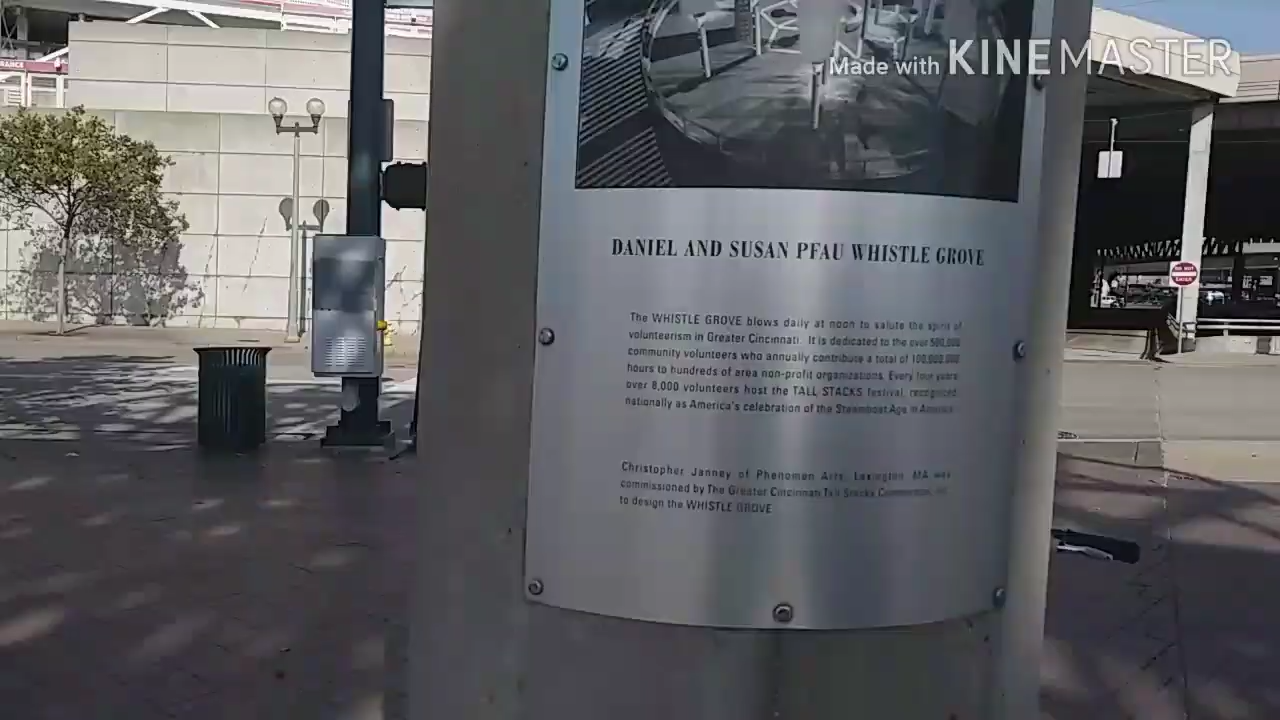 Made with KINEMASTER
RANCE
DANIEL AND SUSAN PFAU WHISTLE GROVE
DO NOT
ENTER
The WHISTLE GROVE blows daily at noon to salute the spirit of
volunteerism in Greater Cincinnati. It is dedicated to the over 500,000
community volunteers who annually contribute a total of 100,000,000
hours to hundreds of area non-profit organizations. Every four years
over 8,000 volunteers host the TALL STACKS festival, recognized
nationally as America's celebration of the Steamboat Age in America.
Christopher Janney of Phenomen Arts, Lexington, MA was
commissioned by The Greater Cincinnati Tall Stacks Commission,
to design the WHISTLE GROVE